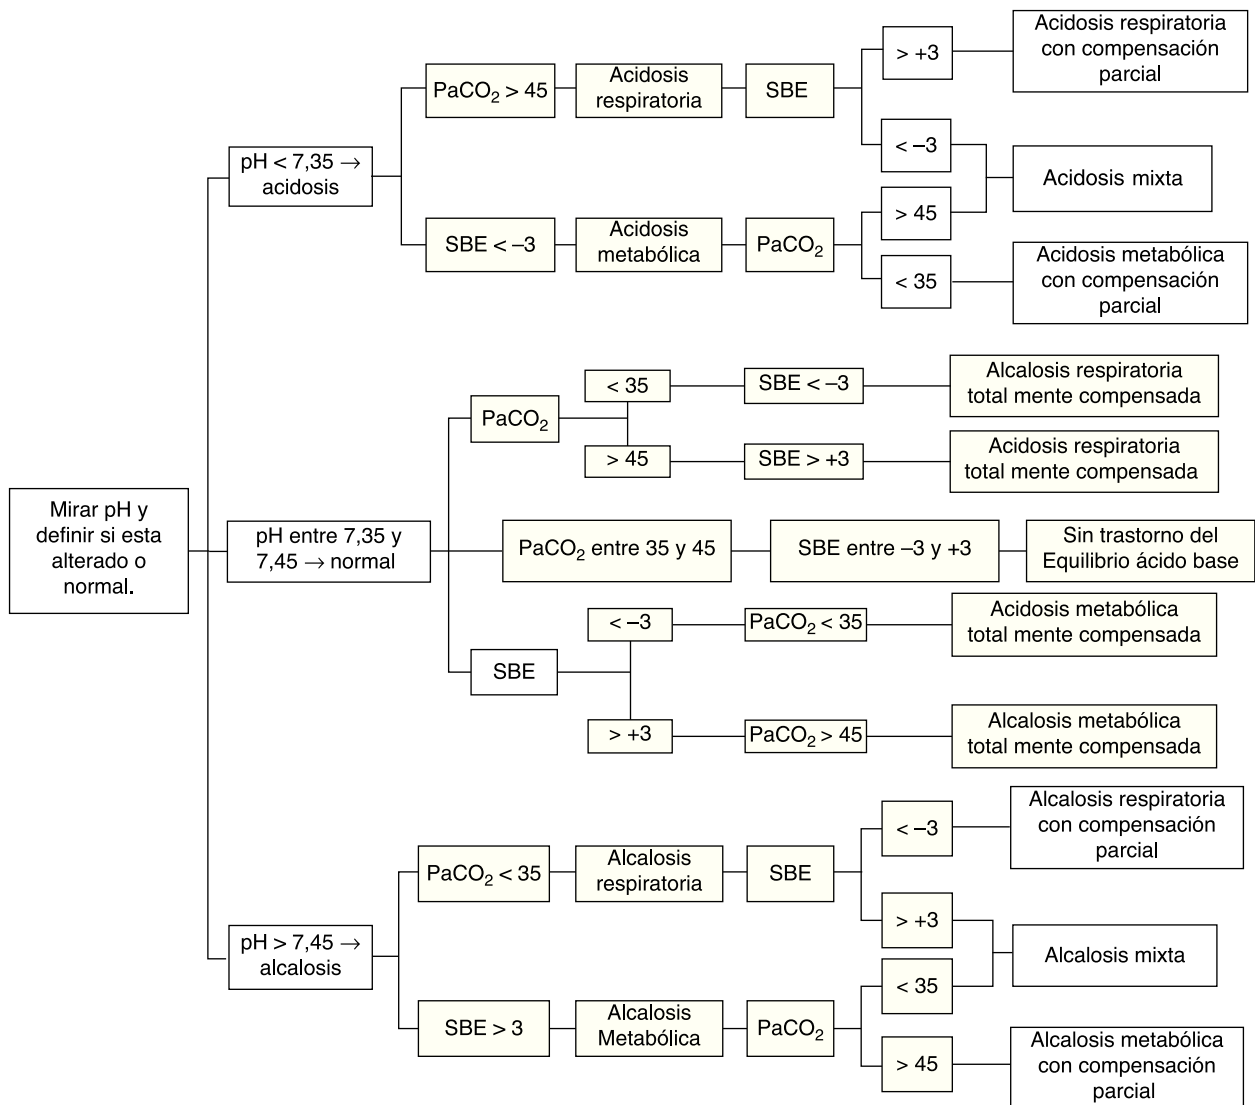 Mirar pH y
definir si esta
alterado o
normal.
pH < 7,35 →
acidosis
PaCO₂ > 45
Acidosis
respiratoria
SBE
> +3
Acidosis respiratoria
con compensación
parcial
< –3
Acidosis mixta
SBE < –3
Acidosis
metabólica
PaCO₂
> 45
< 35
Acidosis metabólica
con compensación
parcial
pH entre 7,35 y
7,45 → normal
PaCO₂
< 35
SBE < –3
Alcalosis respiratoria
total mente compensada
> 45
SBE > +3
Acidosis respiratoria
total mente compensada
PaCO₂ entre 35 y 45
SBE entre –3 y +3
Sin trastorno del
Equilibrio ácido base
SBE
< –3
PaCO₂ < 35
Acidosis metabólica
total mente compensada
> +3
PaCO₂ > 45
Alcalosis metabólica
total mente compensada
pH > 7,45 →
alcalosis
PaCO₂ < 35
Alcalosis
respiratoria
SBE
< –3
Alcalosis respiratoria
con compensación
parcial
> +3
Alcalosis mixta
SBE > 3
Alcalosis
Metabólica
PaCO₂
< 35
> 45
Alcalosis metabólica
con compensación
parcial